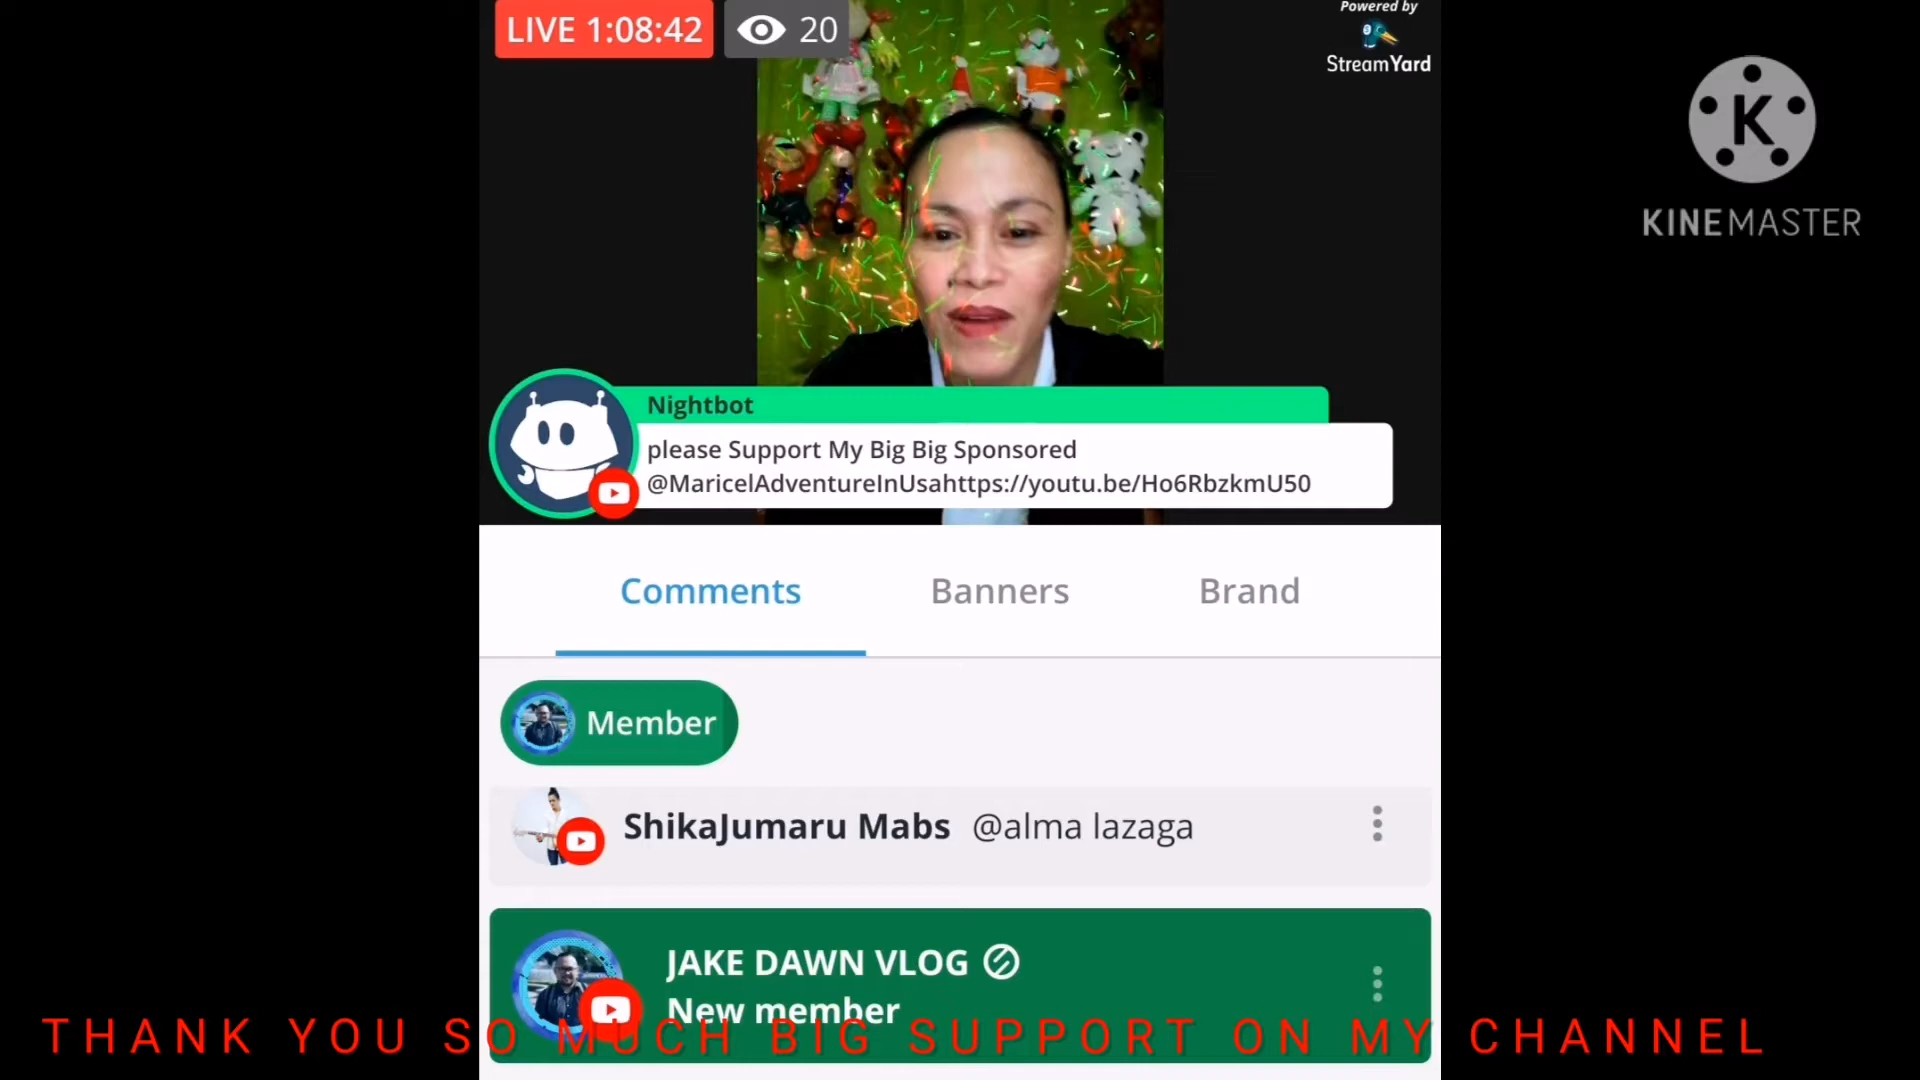 LIVE 1:08:42
20
Powered by
StreamYard
K
KINEMASTER
Nightbot
please Support My Big Big Sponsored
@MaricelAdventureInUsahttps://youtu.be/Ho6RbzkmU50
Comments
Banners
Brand
Member
ShikaJumaru Mabs @alma lazaga
JAKE DAWN VLOG
New member
THANK YOU SO MUCH BIG SUPPORT ON MY CHANNEL